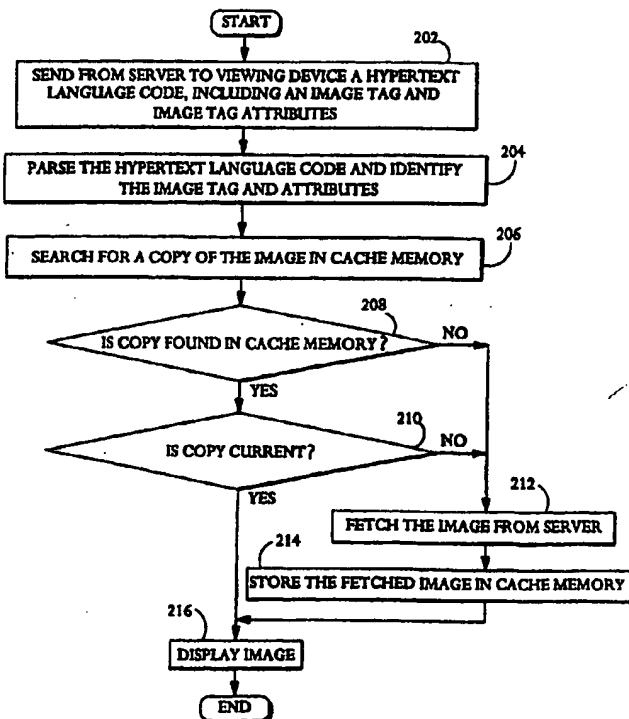 START
202
SEND FROM SERVER TO VIEWING DEVICE A HYPERTEXT
LANGUAGE CODE, INCLUDING AN IMAGE TAG AND
IMAGE TAG ATTRIBUTES
204
PARSE THE HYPERTEXT LANGUAGE CODE AND IDENTIFY
THE IMAGE TAG AND ATTRIBUTES
206
SEARCH FOR A COPY OF THE IMAGE IN CACHE MEMORY
208
IS COPY FOUND IN CACHE MEMORY?
NO
YES
210
IS COPY CURRENT?
NO
YES
212
FETCH THE IMAGE FROM SERVER
214
STORE THE FETCHED IMAGE IN CACHE MEMORY
216
DISPLAY IMAGE
END